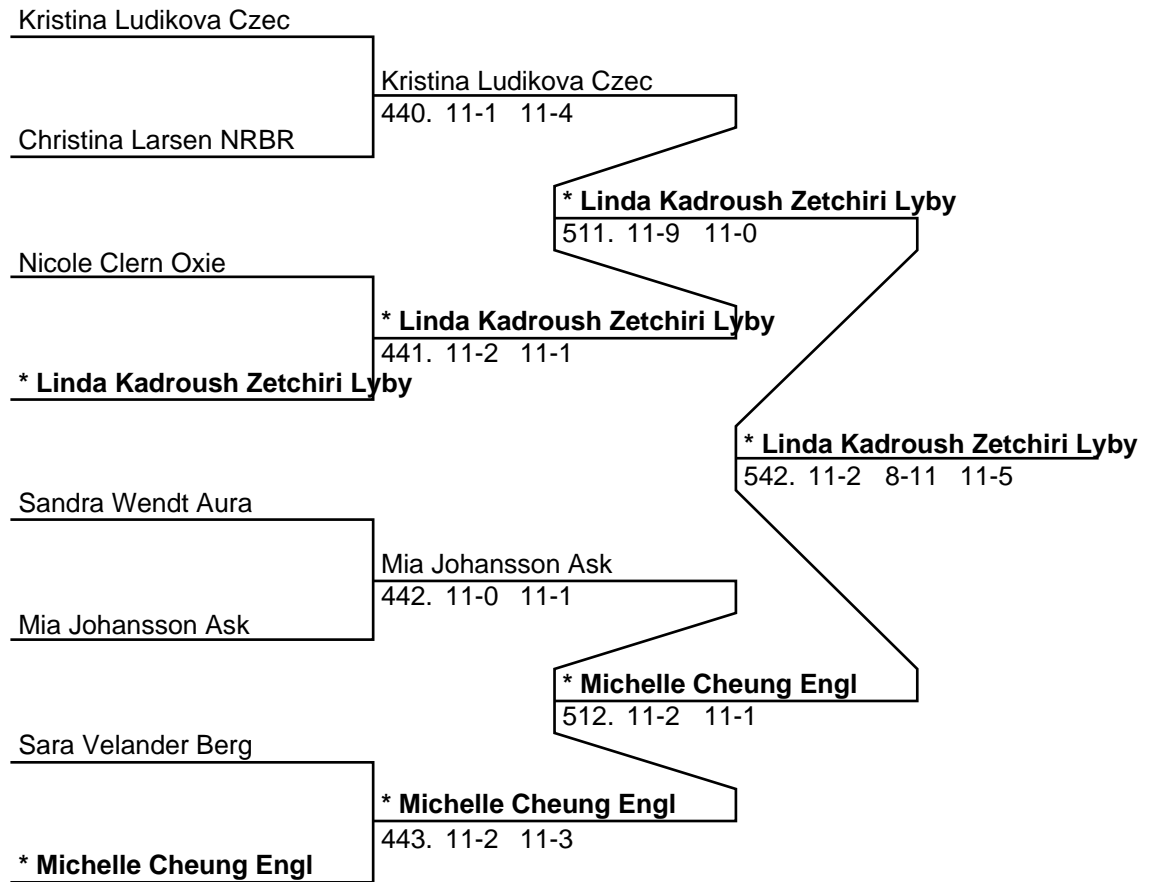 Kristina Ludikova Czec
Kristina Ludikova Czec
440. 11-1 11-4
Christina Larsen NRBR
* Linda Kadroush Zetchiri Lyby
511. 11-9 11-0
Nicole Clern Oxie
* Linda Kadroush Zetchiri Lyby
441. 11-2 11-1
* Linda Kadroush Zetchiri Lyby
* Linda Kadroush Zetchiri Lyby
542. 11-2 8-11 11-5
Sandra Wendt Aura
Mia Johansson Ask
442. 11-0 11-1
Mia Johansson Ask
* Michelle Cheung Engl
512. 11-2 11-1
Sara Velander Berg
* Michelle Cheung Engl
443. 11-2 11-3
* Michelle Cheung Engl